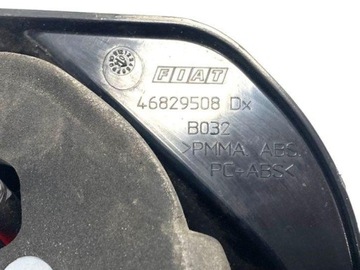 FIAT
46829508 Dx
B032
>PMMA ABS.
PC-ABS<